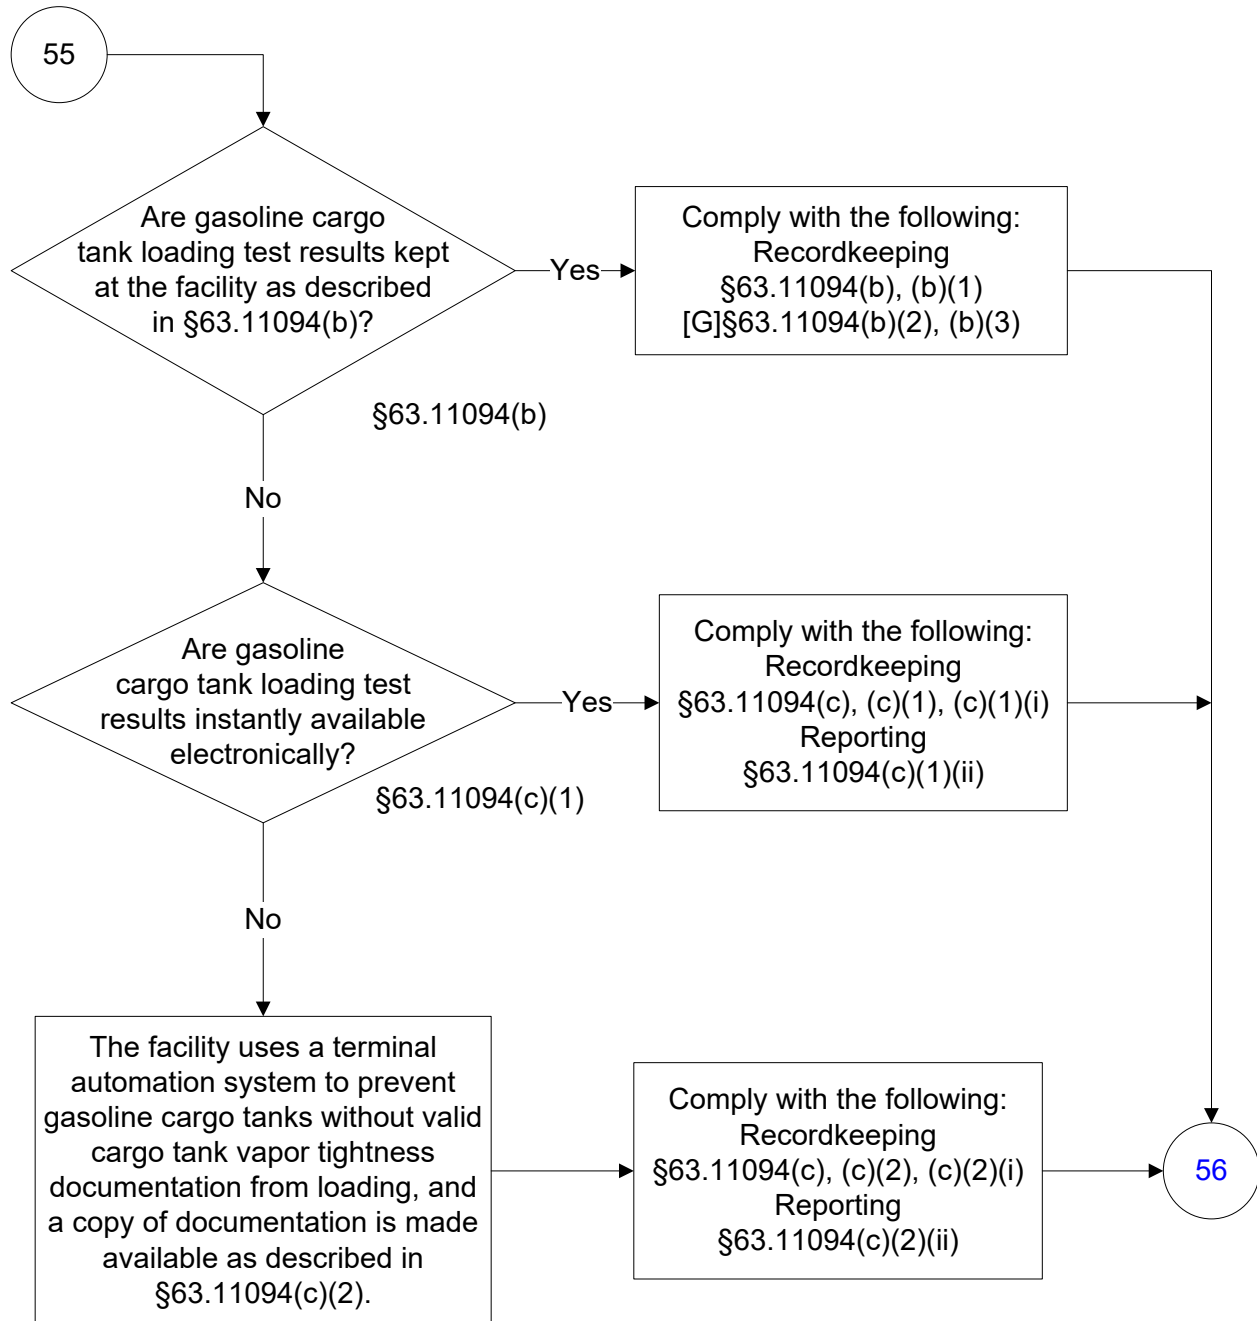 55
Are gasoline cargo
tank loading test results kept
at the facility as described
in §63.11094(b)?
Yes
Comply with the following:
Recordkeeping
§63.11094(b), (b)(1)
[G]§63.11094(b)(2), (b)(3)
§63.11094(b)
No
Are gasoline
cargo tank loading test
results instantly available
electronically?
Yes
Comply with the following:
Recordkeeping
§63.11094(c), (c)(1), (c)(1)(i)
Reporting
§63.11094(c)(1)(ii)
§63.11094(c)(1)
No
The facility uses a terminal
automation system to prevent
gasoline cargo tanks without valid
cargo tank vapor tightness
documentation from loading, and
a copy of documentation is made
available as described in
§63.11094(c)(2).
Comply with the following:
Recordkeeping
§63.11094(c), (c)(2), (c)(2)(i)
Reporting
§63.11094(c)(2)(ii)
56